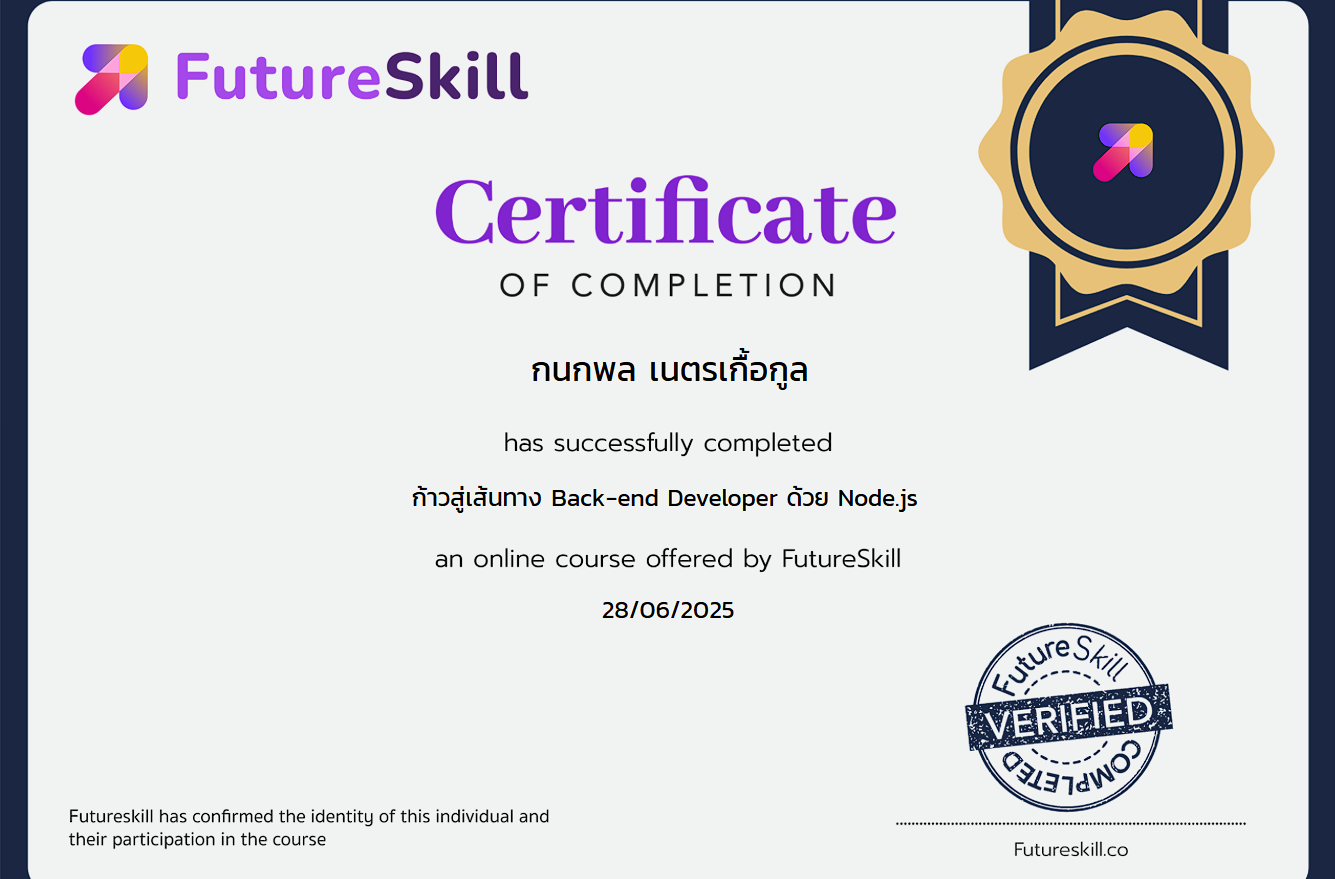 FutureSkill
Certificate
OF COMPLETION
กนกพล เนตรเกื้อกูล
has successfully completed
ก้าวสู่เส้นทาง Back-end Developer ด้วย Node.js
an online course offered by FutureSkill
28/06/2025
FutureSkill
VERIFIED
COMPLETED
Futureskill has confirmed the identity of this individual and
their participation in the course
Futureskill.co